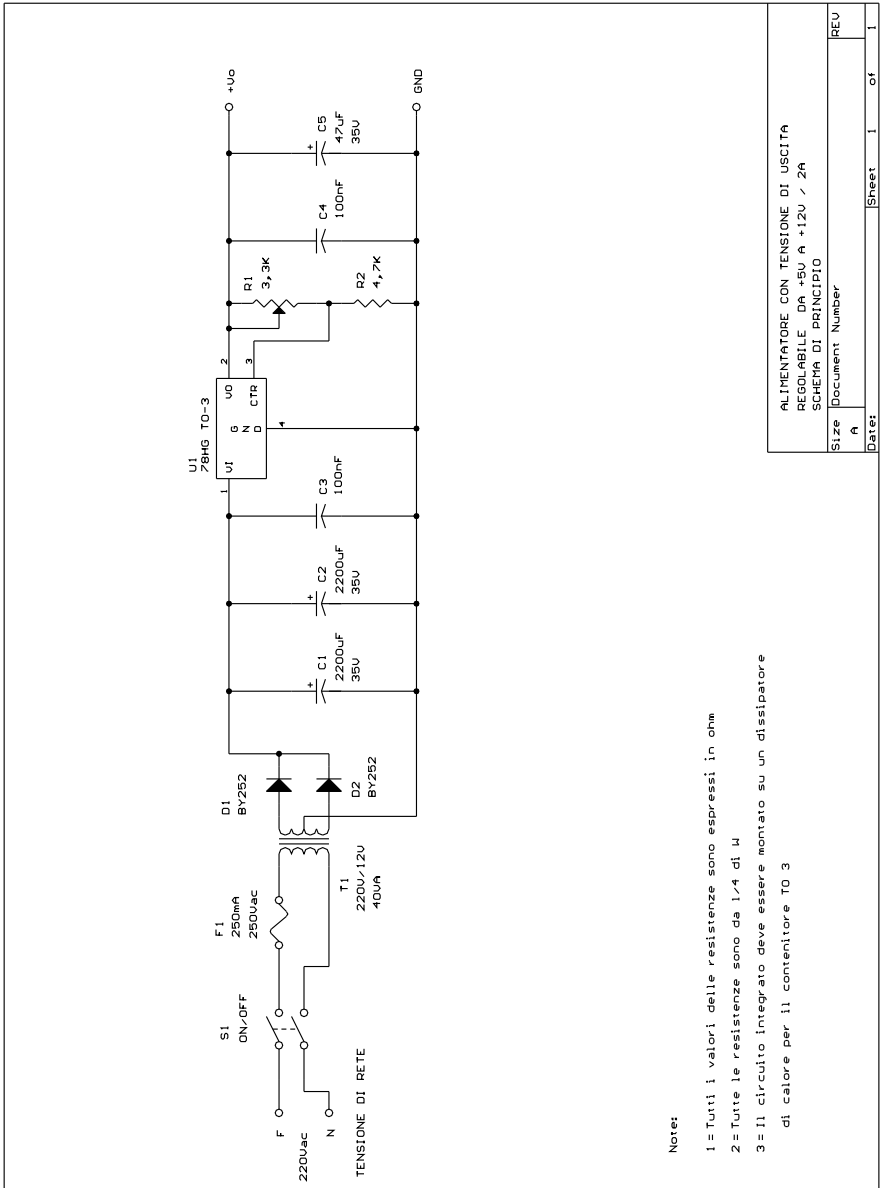 TENSIONE DI RETE
220Vac
F
N
S1
ON/OFF
F1
250mA
250Vac
T1
220V/12V
40VA
D1
BY252
D2
BY252
C1
2200uF
35V
+
C2
2200uF
35V
+
C3
100nF
U1
78HG TO-3
1
VI
VO
2
G
N
D
CTR
3
4
R1
3,3K
R2
4,7K
C4
100nF
C5
47uF
35V
+
+Vo
GND
Note:
1 = Tutti i valori delle resistenze sono espressi in ohm
2 = Tutte le resistenze sono da 1/4 di W
3 = Il circuito integrato deve essere montato su un dissipatore
di calore per il contenitore TO 3
ALIMENTATORE CON TENSIONE DI USCITA
REGOLABILE DA +5V A +12V / 2A
SCHEMA DI PRINCIPIO
Size
A
Document Number
REV
Date:
Sheet 1 of 1